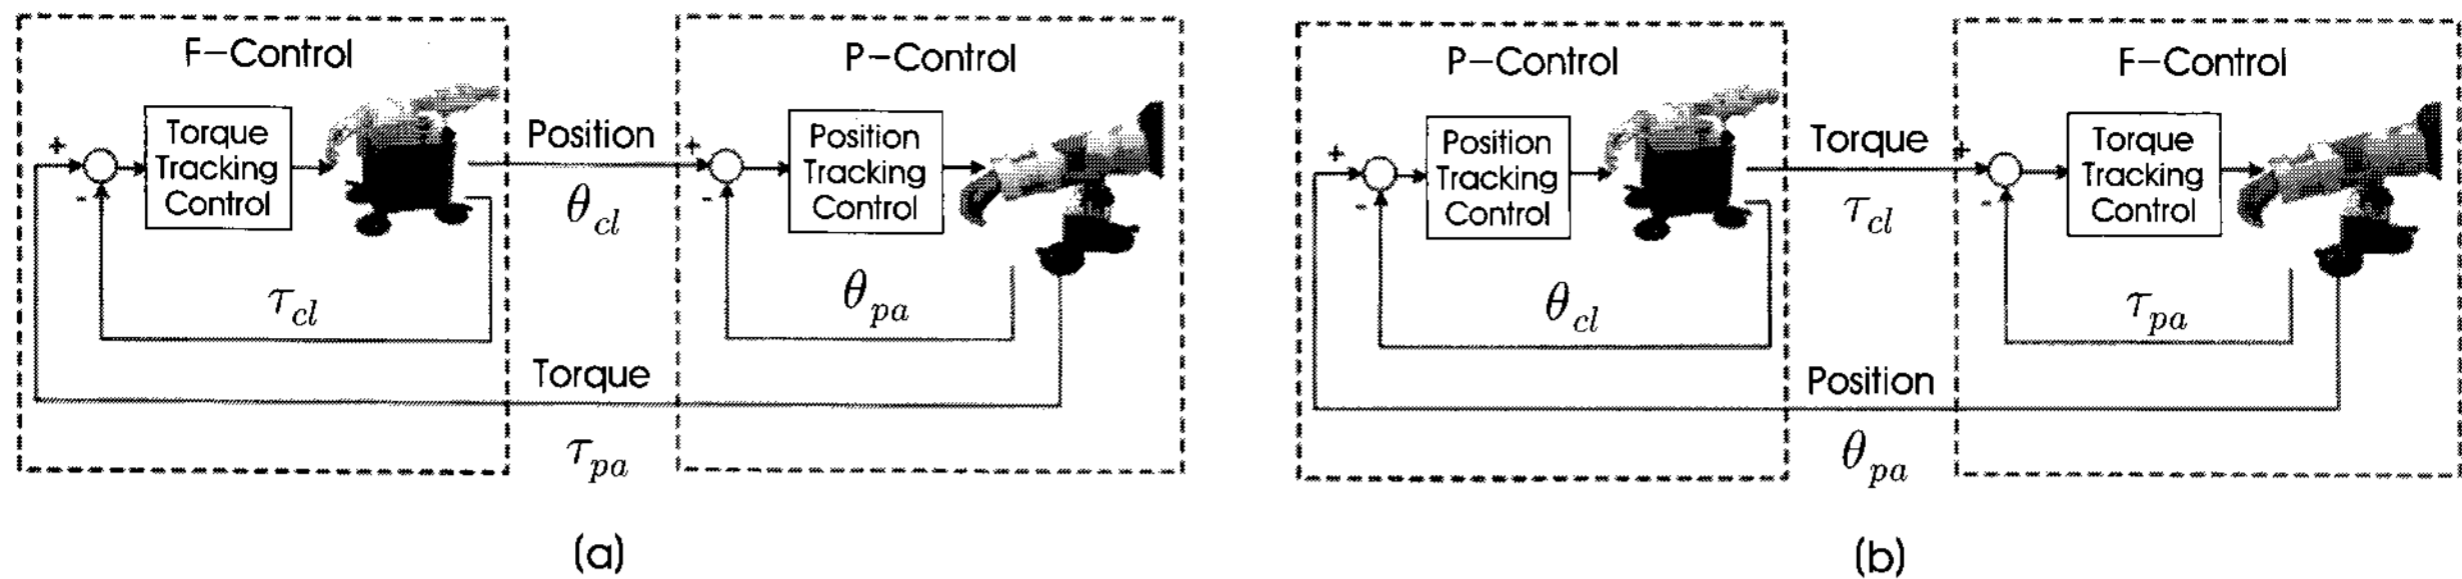 F−Control
+
-
Torque
Tracking
Control
τ_cl
Position
θ_cl
P−Control
+
-
Position
Tracking
Control
θ_pa
Torque
τ_pa
(a)
P−Control
+
-
Position
Tracking
Control
θ_cl
Torque
τ_cl
F−Control
+
-
Torque
Tracking
Control
τ_pa
Position
θ_pa
(b)